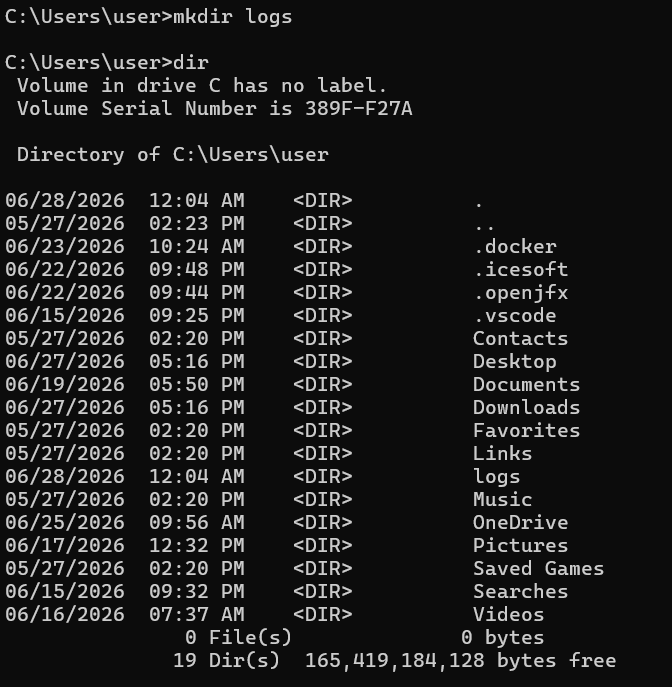 C:\Users\user>mkdir logs

C:\Users\user>dir
 Volume in drive C has no label.
 Volume Serial Number is 389F-F27A

 Directory of C:\Users\user

06/28/2026  12:04 AM    <DIR>          .
05/27/2026  02:23 PM    <DIR>          ..
06/23/2026  10:24 AM    <DIR>          .docker
06/22/2026  09:48 PM    <DIR>          .icesoft
06/22/2026  09:44 PM    <DIR>          .openjfx
06/15/2026  09:25 PM    <DIR>          .vscode
05/27/2026  02:20 PM    <DIR>          Contacts
06/27/2026  05:16 PM    <DIR>          Desktop
06/19/2026  05:50 PM    <DIR>          Documents
06/27/2026  05:16 PM    <DIR>          Downloads
05/27/2026  02:20 PM    <DIR>          Favorites
05/27/2026  02:20 PM    <DIR>          Links
06/28/2026  12:04 AM    <DIR>          logs
05/27/2026  02:20 PM    <DIR>          Music
06/25/2026  09:56 AM    <DIR>          OneDrive
06/17/2026  12:32 PM    <DIR>          Pictures
05/27/2026  02:20 PM    <DIR>          Saved Games
06/15/2026  09:32 PM    <DIR>          Searches
06/16/2026  07:37 AM    <DIR>          Videos
               0 File(s)              0 bytes
              19 Dir(s)  165,419,184,128 bytes free